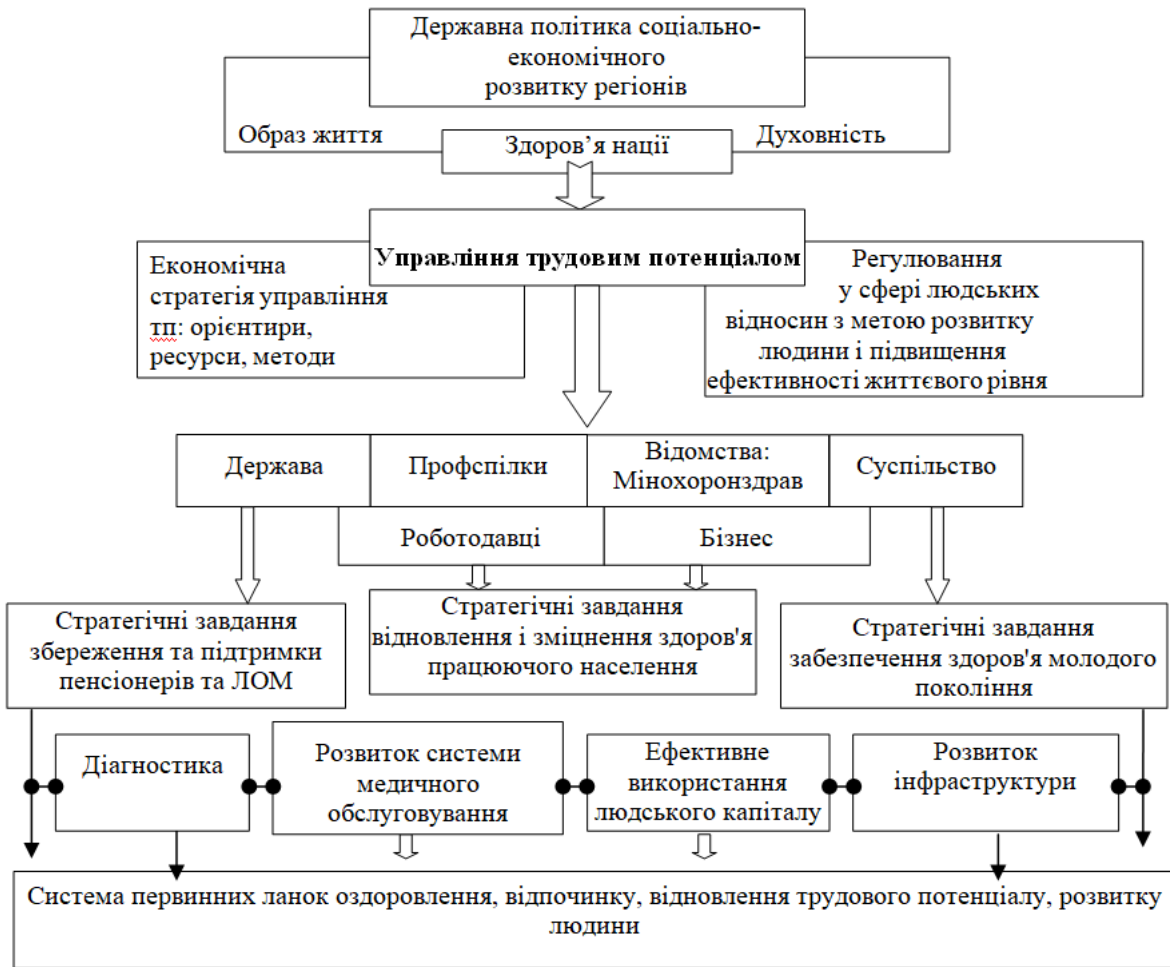 Державна політика соціально-
економічного
розвитку регіонів
Образ життя
Здоров’я нації
Духовність
Управління трудовим потенціалом
Економічна
стратегія управління
тп: орієнтири,
ресурси, методи
Регулювання
у сфері людських
відносин з метою розвитку
людини і підвищення
ефективності життєвого рівня
Держава
Профспілки
Відомства:
Мінохоронздрав
Суспільство
Роботодавці
Бізнес
Стратегічні завдання
збереження та підтримки
пенсіонерів та ЛОМ
Стратегічні завдання
відновлення і зміцнення здоров'я
працюючого населення
Стратегічні завдання
забезпечення здоров'я молодого
покоління
Діагностика
Розвиток системи
медичного
обслуговування
Ефективне
використання
людського капіталу
Розвиток
інфраструктури
Система первинних ланок оздоровлення, відпочинку, відновлення трудового потенціалу, розвитку
людини